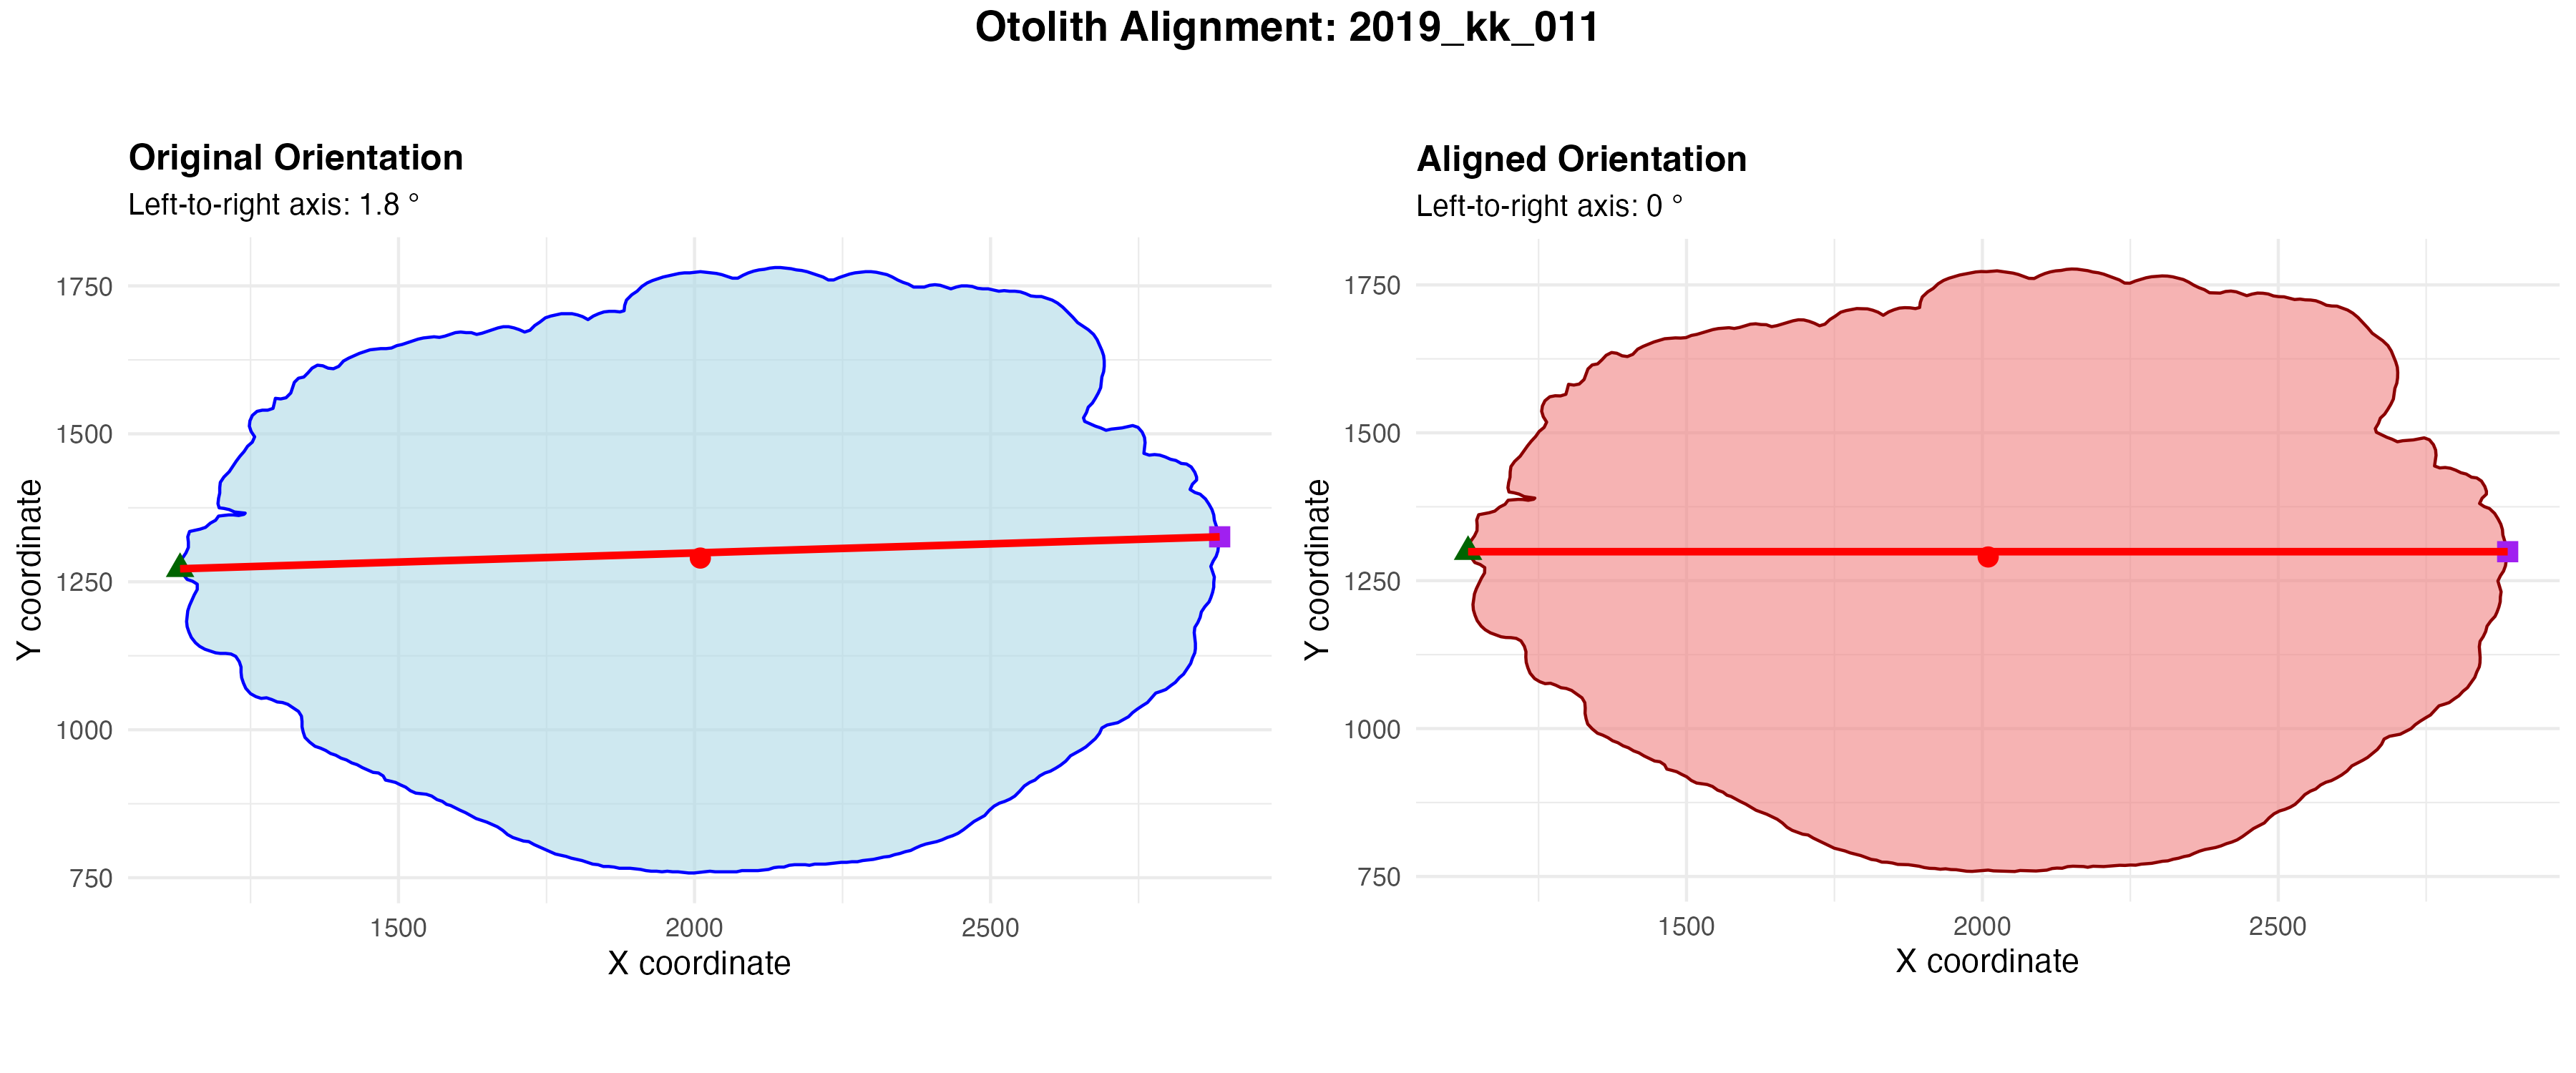 Otolith Alignment: 2019_kk_011
Original Orientation
Left-to-right axis: 1.8 °
1750
1500
1250
1000
750
Y coordinate
1500 2000 2500
X coordinate
Aligned Orientation
Left-to-right axis: 0 °
1750
1500
1250
1000
750
Y coordinate
1500 2000 2500
X coordinate